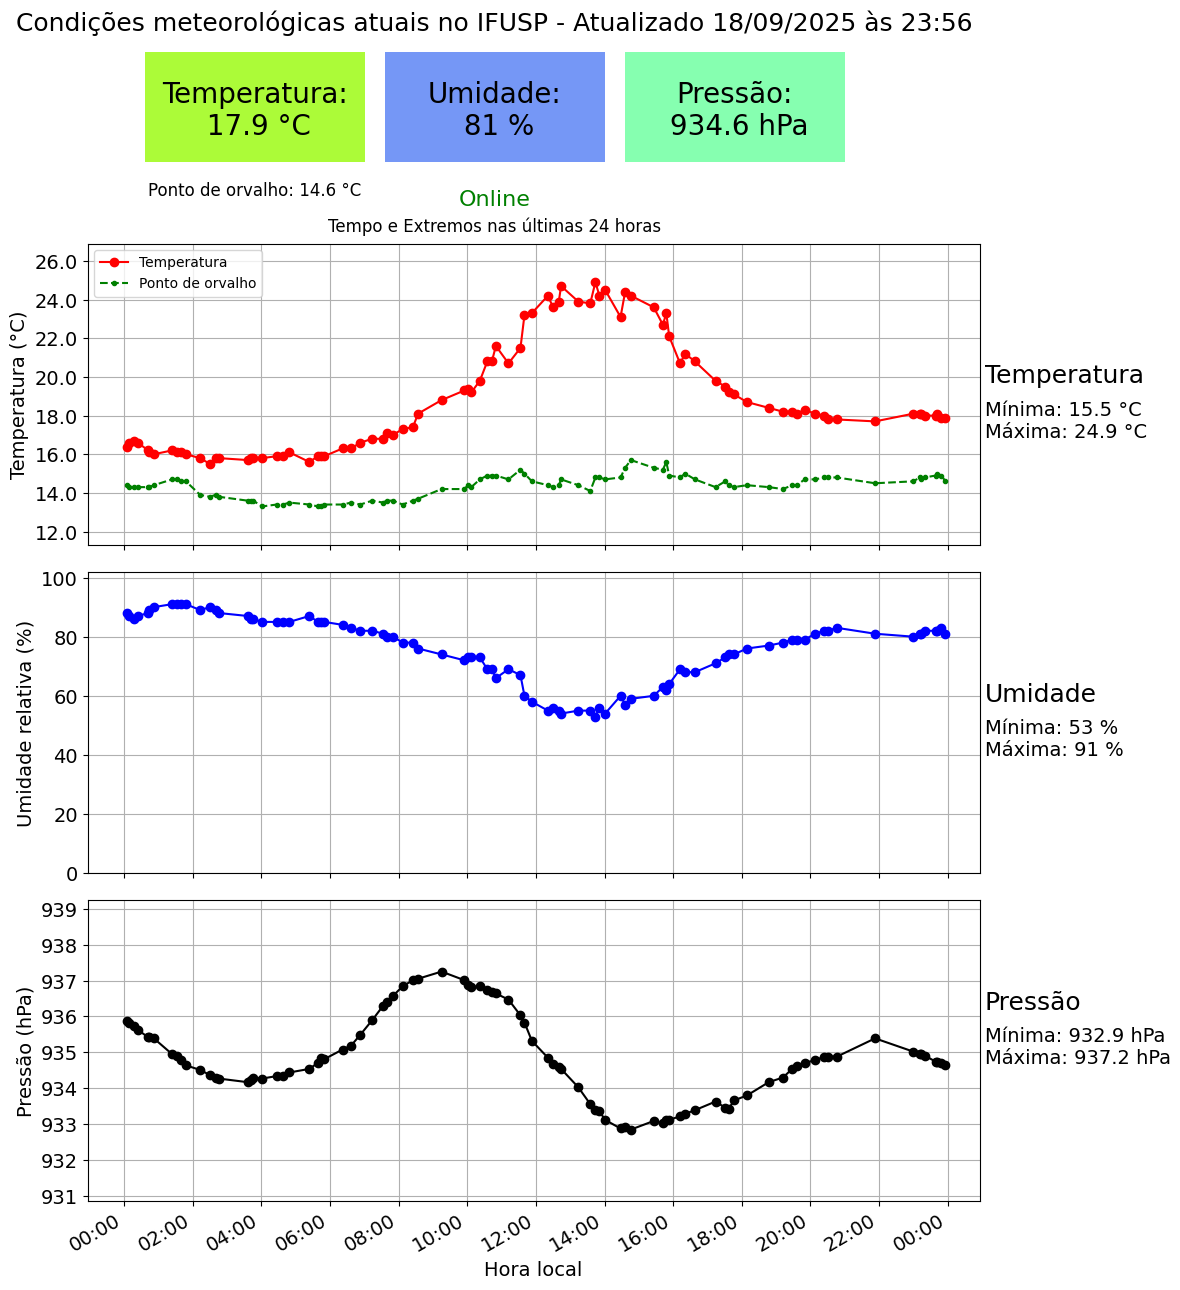 Condições meteorológicas atuais no IFUSP - Atualizado 18/09/2025 às 23:56
Temperatura:
17.9 °C
Umidade:
81 %
Pressão:
934.6 hPa
Ponto de orvalho: 14.6 °C
Online
Tempo e Extremos nas últimas 24 horas
Temperatura
Ponto de orvalho
Temperatura (°C)
26.0
24.0
22.0
20.0
18.0
16.0
14.0
12.0
Temperatura
Mínima: 15.5 °C
Máxima: 24.9 °C
Umidade relativa (%)
100
80
60
40
20
0
Umidade
Mínima: 53 %
Máxima: 91 %
Pressão (hPa)
939
938
937
936
935
934
933
932
931
Pressão
Mínima: 932.9 hPa
Máxima: 937.2 hPa
00:00
02:00
04:00
06:00
08:00
10:00
12:00
14:00
16:00
18:00
20:00
22:00
00:00
Hora local